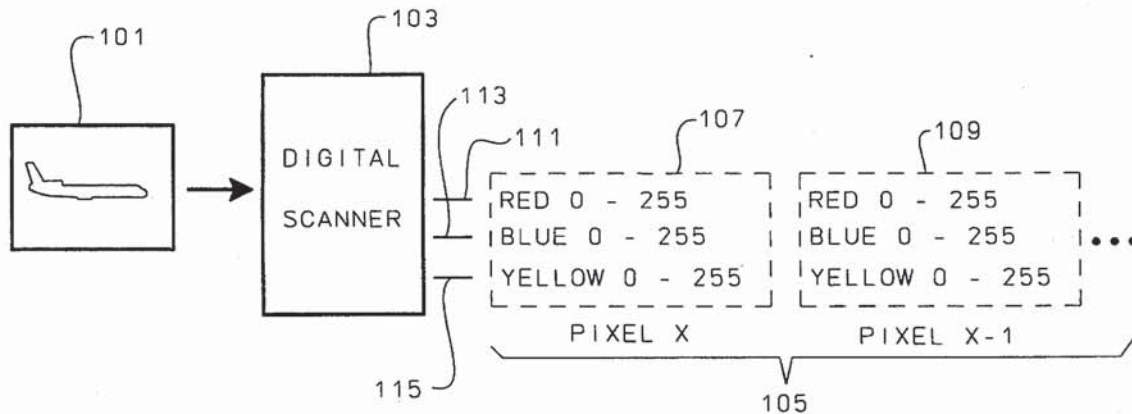 101
103
113
111
107
109
DIGITAL
SCANNER
RED 0 - 255
BLUE 0 - 255
YELLOW 0 - 255
PIXEL X
RED 0 - 255
BLUE 0 - 255
YELLOW 0 - 255
PIXEL X-1
115
105